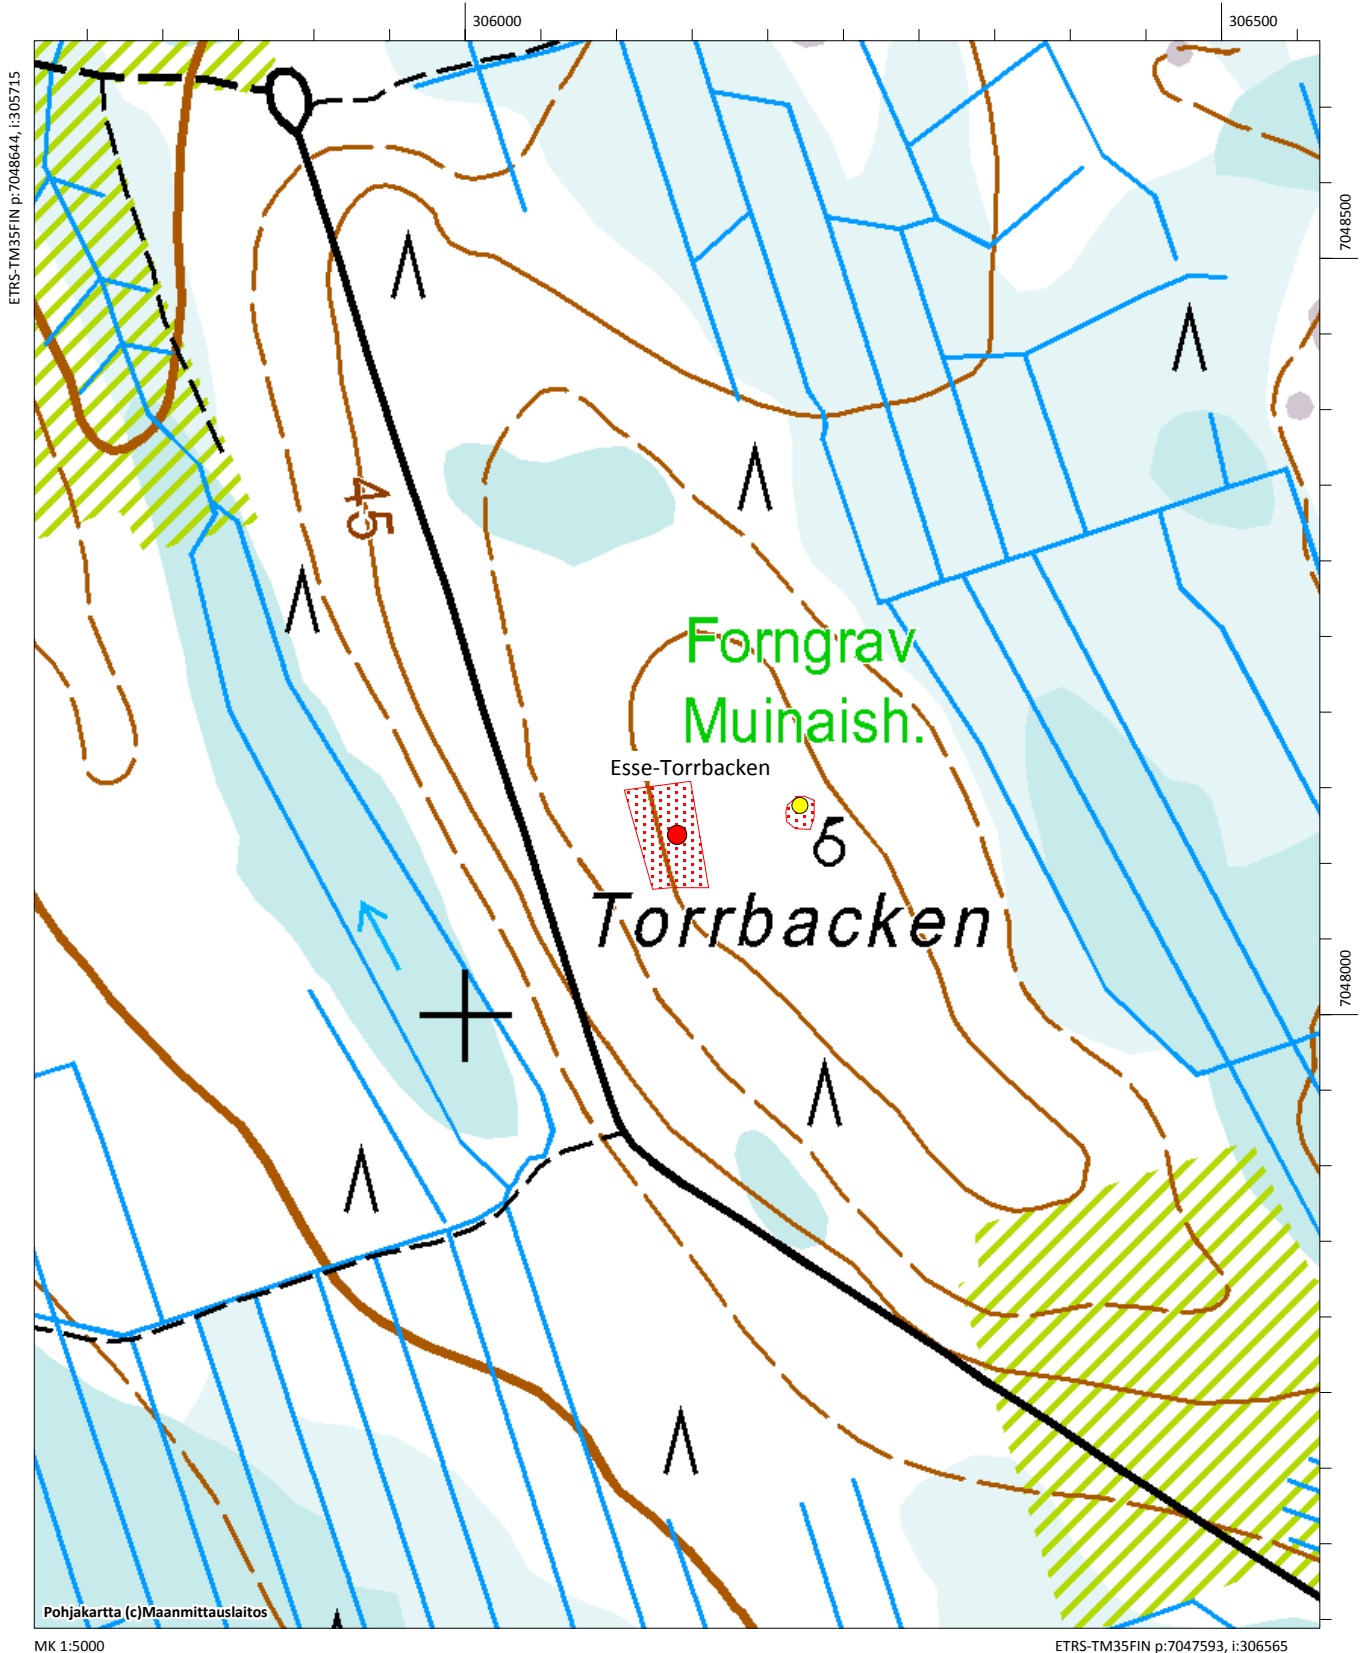 306000
306500
ETRS-TM35FIN p:7048644, i:305715
7048500
45
Forngrav
Muinaish.
Esse-Torrbacken
Torrbacken
7048000
Pohjakartta (c)Maanmittauslaitos
MK 1:5000
ETRS-TM35FIN p:7047593, i:306565